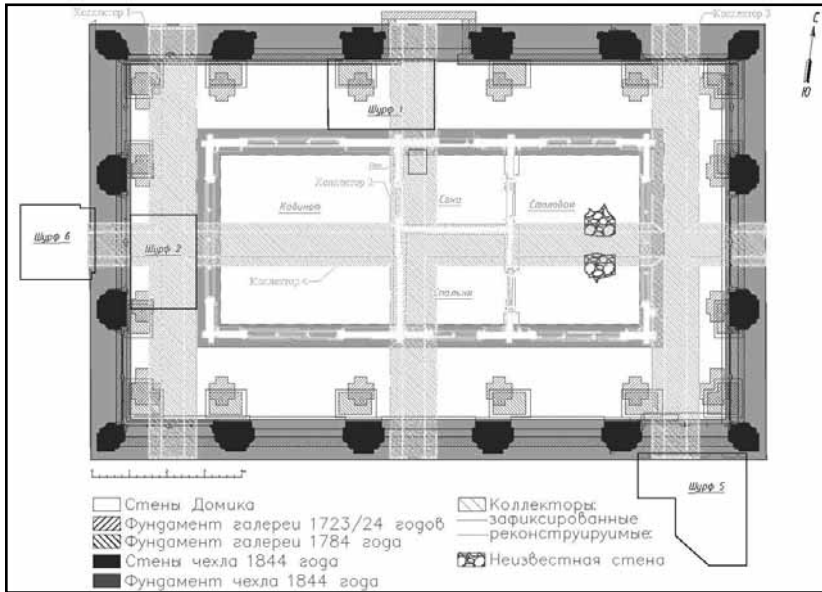 Коллектор 1
Коллектор 3
С
Ю
Шурф 1
Коллектор 2
Кабинет
Сени
Столовая
Шурф 6
Шурф 2
Коллектор 4
Спальня
Шурф 5
Стены Домика
Фундамент галереи 1723/24 годов
Фундамент галереи 1784 года
Стены чехла 1844 года
Фундамент чехла 1844 года
Коллекторы:
зафиксированные
реконструируемые:
Неизвестная стена